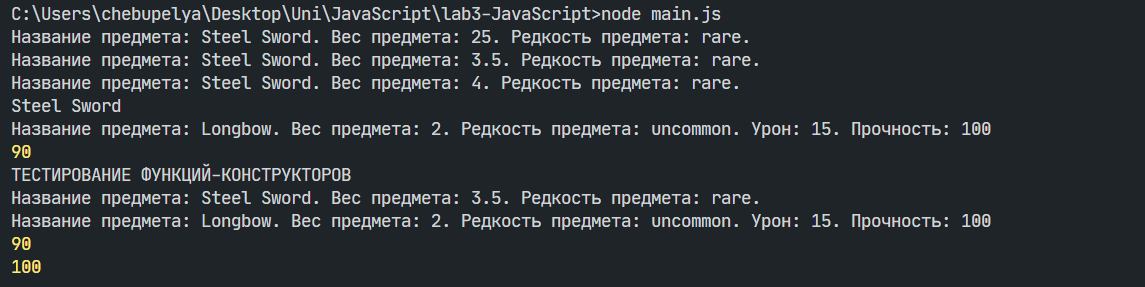 C:\Users\chebupelya\Desktop\Uni\JavaScript\lab3-JavaScript>node main.js
Название предмета: Steel Sword. Вес предмета: 25. Редкость предмета: rare.
Название предмета: Steel Sword. Вес предмета: 3.5. Редкость предмета: rare.
Название предмета: Steel Sword. Вес предмета: 4. Редкость предмета: rare.
Steel Sword
Название предмета: Longbow. Вес предмета: 2. Редкость предмета: uncommon. Урон: 15. Прочность: 100
90
ТЕСТИРОВАНИЕ ФУНКЦИЙ-КОНСТРУКТОРОВ
Название предмета: Steel Sword. Вес предмета: 3.5. Редкость предмета: rare.
Название предмета: Longbow. Вес предмета: 2. Редкость предмета: uncommon. Урон: 15. Прочность: 100
90
100